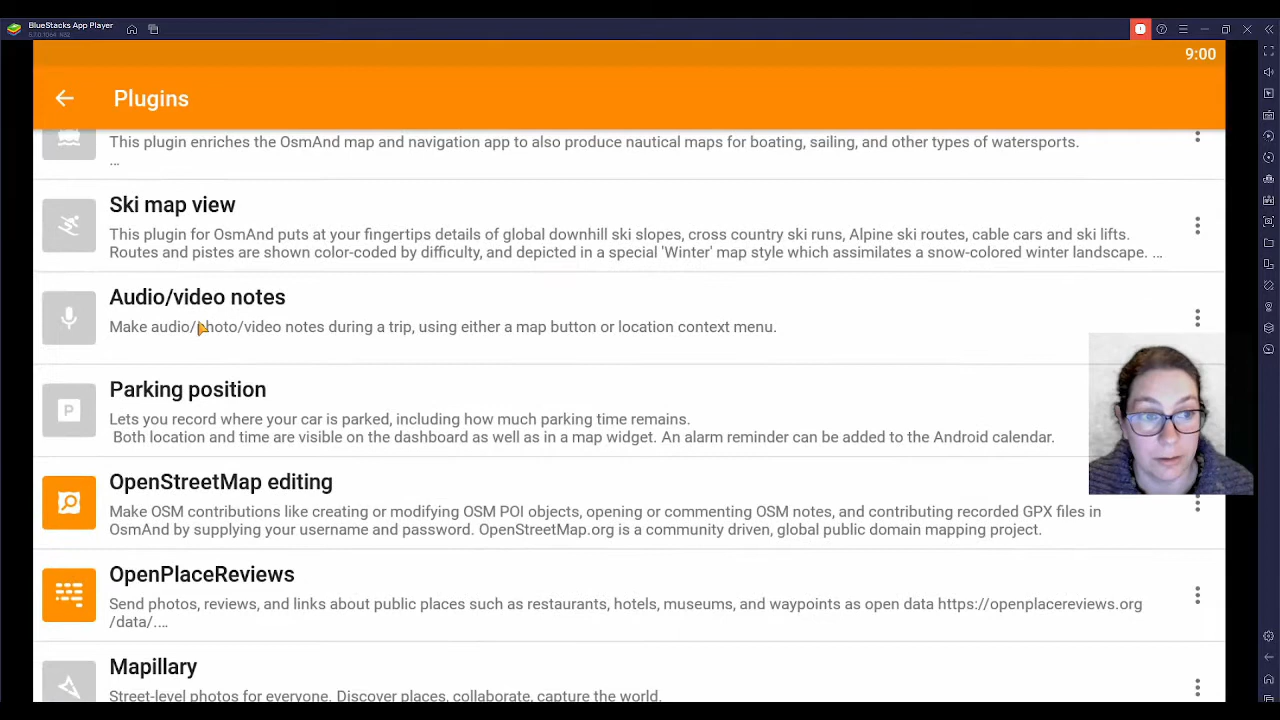 BlueStacks App Player
5.7.0.1064 N32
9:00
Plugins
This plugin enriches the OsmAnd map and navigation app to also produce nautical maps for boating, sailing, and other types of watersports.
...
Ski map view
This plugin for OsmAnd puts at your fingertips details of global downhill ski slopes, cross country ski runs, Alpine ski routes, cable cars and ski lifts.
Routes and pistes are shown color-coded by difficulty, and depicted in a special 'Winter' map style which assimilates a snow-colored winter landscape. ...
Audio/video notes
Make audio/photo/video notes during a trip, using either a map button or location context menu.
Parking position
P
Lets you record where your car is parked, including how much parking time remains.
Both location and time are visible on the dashboard as well as in a map widget. An alarm reminder can be added to the Android calendar.
OpenStreetMap editing
Make OSM contributions like creating or modifying OSM POI objects, opening or commenting OSM notes, and contributing recorded GPX files in
OsmAnd by supplying your username and password. OpenStreetMap.org is a community driven, global public domain mapping project.
OpenPlaceReviews
Send photos, reviews, and links about public places such as restaurants, hotels, museums, and waypoints as open data https://openplacereviews.org
/data/....
Mapillary
Street-level photos for everyone. Discover places, collaborate, capture the world.